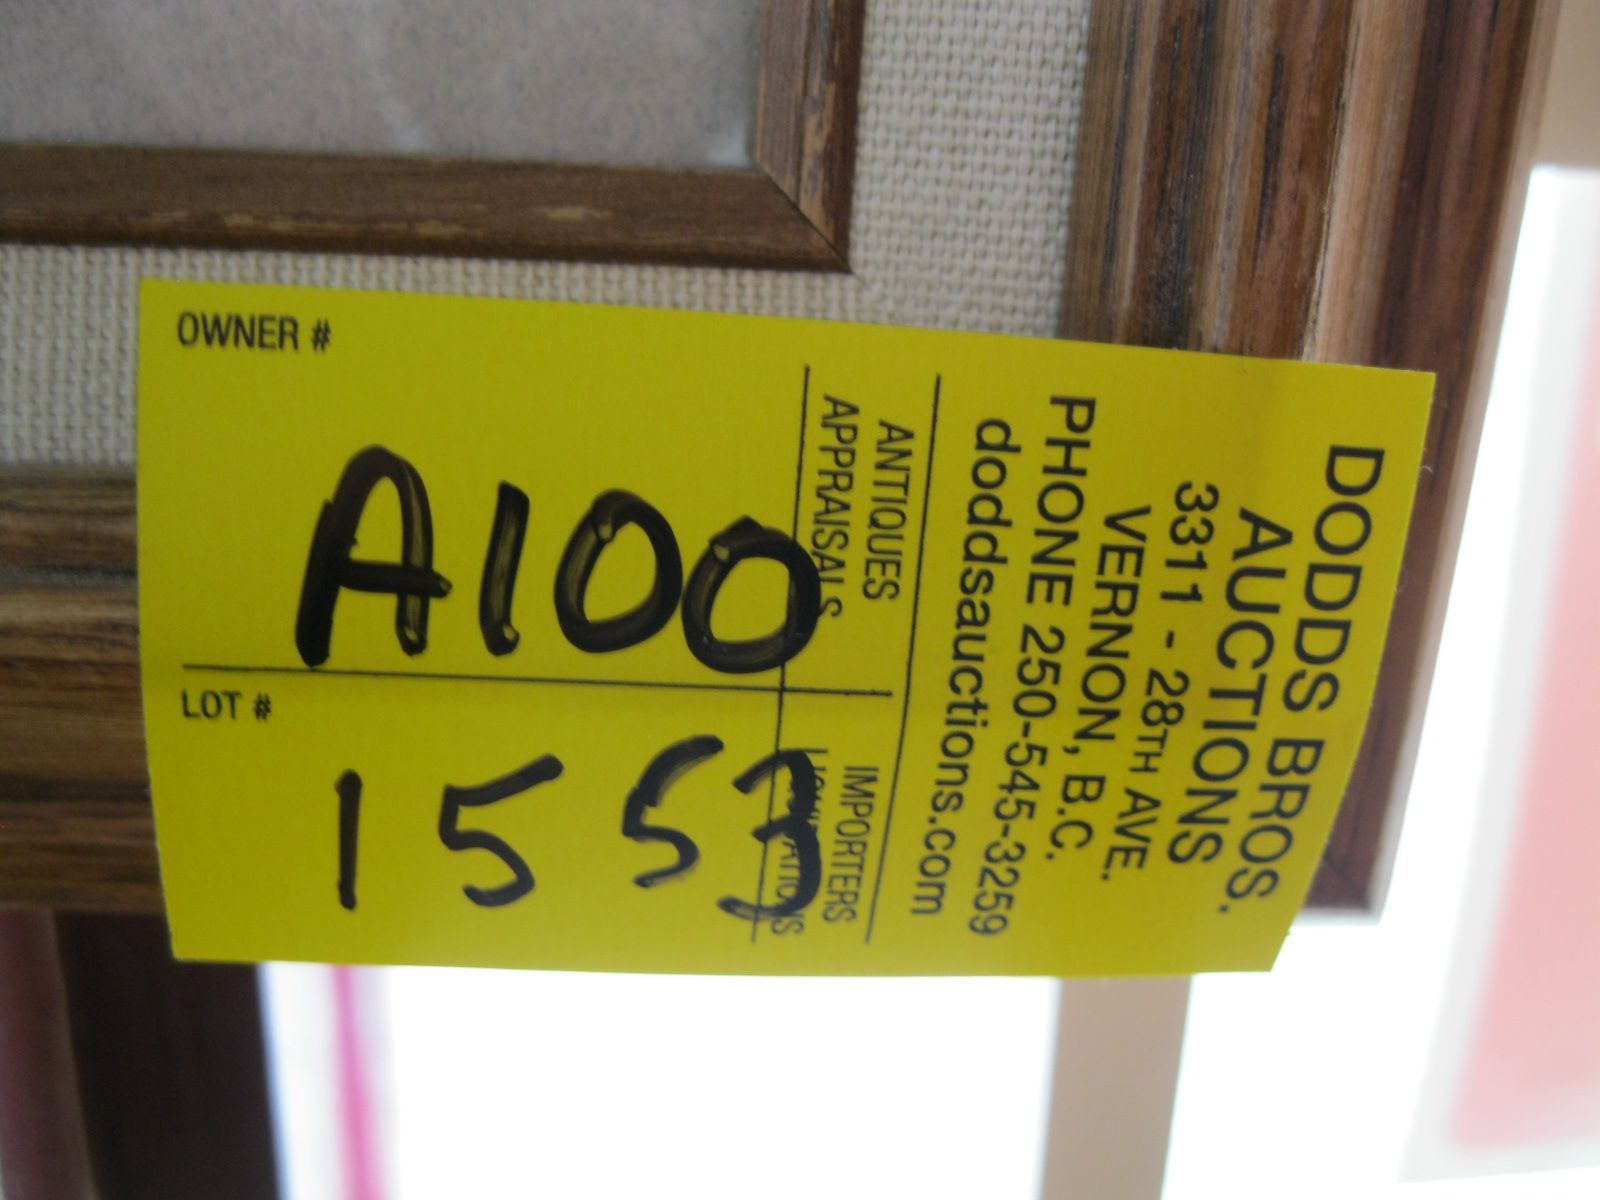 DODDS BROS.
AUCTIONS
3311 - 28TH AVE.
VERNON, B.C.
PHONE 250-545-3259
doddsauctions.com
ANTIQUES
APPRAISALS
IMPORTERS
OWNER #
A100
LOT #
1553